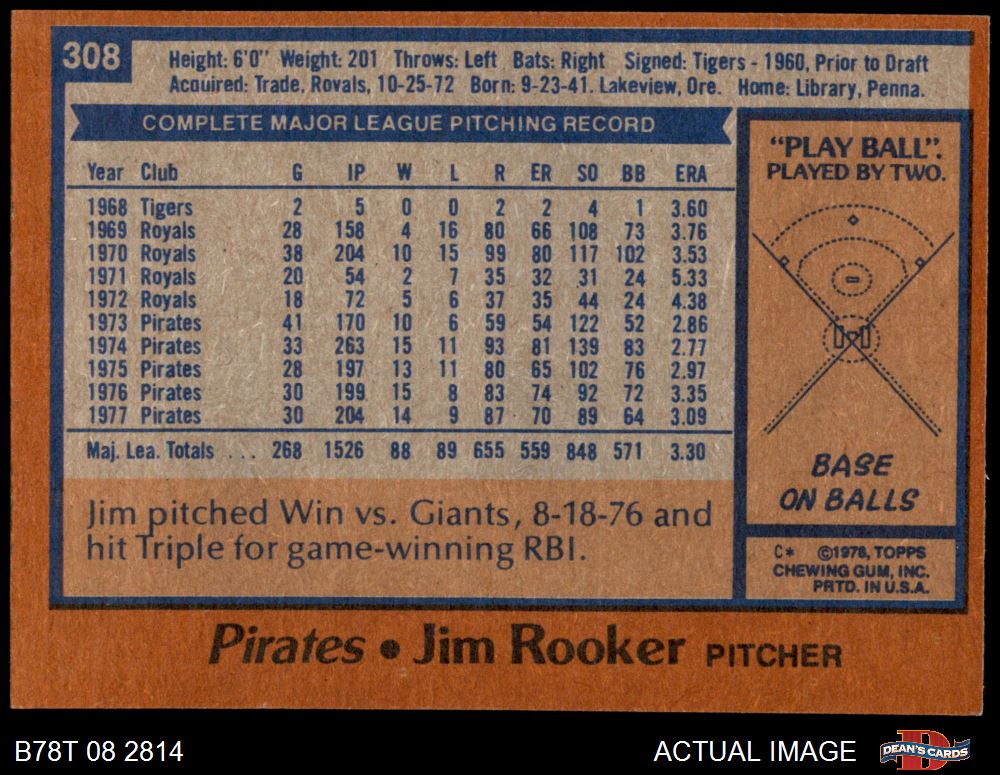 308
Height: 6'0" Weight: 201 Throws: Left Bats: Right Signed: Tigers - 1960, Prior to Draft
Acquired: Trade, Royals, 10-25-72 Born: 9-23-41. Lakeview, Ore. Home: Library, Penna.
COMPLETE MAJOR LEAGUE PITCHING RECORD
Year Club G IP W L R ER SO BB ERA
1968 Tigers 2 5 0 0 2 2 4 1 3.60
1969 Royals 28 158 4 16 80 66 108 73 3.76
1970 Royals 38 204 10 15 99 80 117 102 3.53
1971 Royals 20 54 2 7 35 32 31 24 5.33
1972 Royals 18 72 5 6 37 35 44 24 4.38
1973 Pirates 41 170 10 6 59 54 122 52 2.86
1974 Pirates 33 263 15 11 93 81 139 83 2.77
1975 Pirates 28 197 13 11 80 65 102 76 2.97
1976 Pirates 30 199 15 8 83 74 92 72 3.35
1977 Pirates 30 204 14 9 87 70 89 64 3.09
Maj. Lea. Totals ... 268 1526 88 89 655 559 848 571 3.30
Jim pitched Win vs. Giants, 8-18-76 and
hit Triple for game-winning RBI.
"PLAY BALL".
PLAYED BY TWO.
BASE
ON BALLS
C* ©1978, TOPPS
CHEWING GUM, INC.
PRTD. IN U.S.A.
Pirates • Jim Rooker PITCHER
B78T 08 2814
ACTUAL IMAGE
DEAN'S CARDS